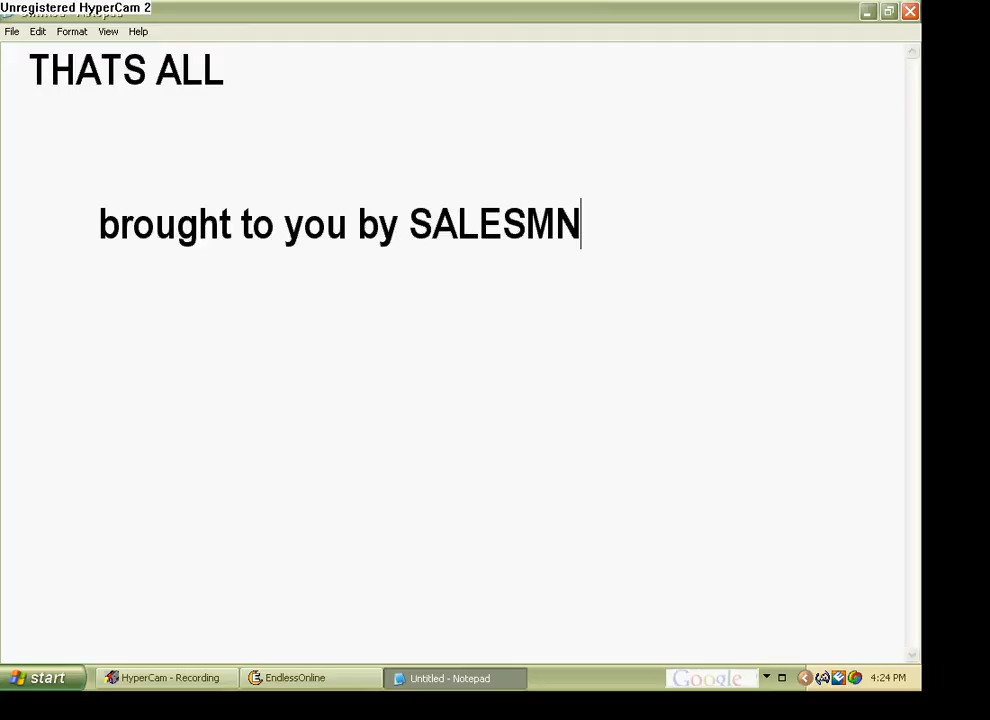 Unregistered HyperCam 2
File Edit Format View Help
THATS ALL
brought to you by SALESMN
start HyperCam - Recording EndlessOnline Untitled - Notepad Google 4:24 PM